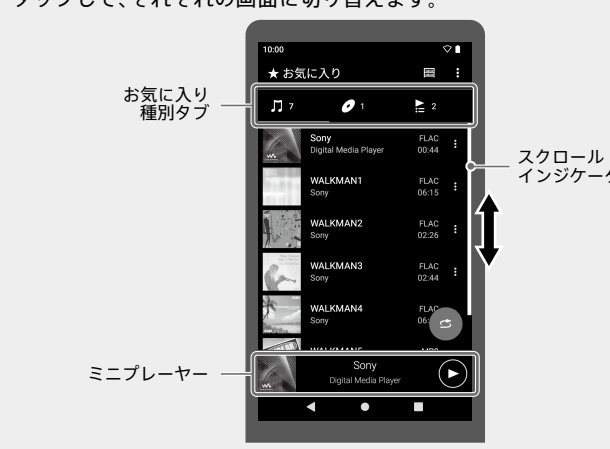 タップして、それぞれの画面に切り替えます。
10:00
★ お気に入り
7
1
2
お気に入り
種別タブ
Sony
FLAC
Digital Media Player
00:44
スクロール
インジケータ
WALKMAN1
FLAC
Sony
06:15
WALKMAN2
FLAC
Sony
02:26
WALKMAN3
FLAC
Sony
02:44
WALKMAN4
FLAC
Sony
06:
ミニプレーヤー
Sony
Digital Media Player